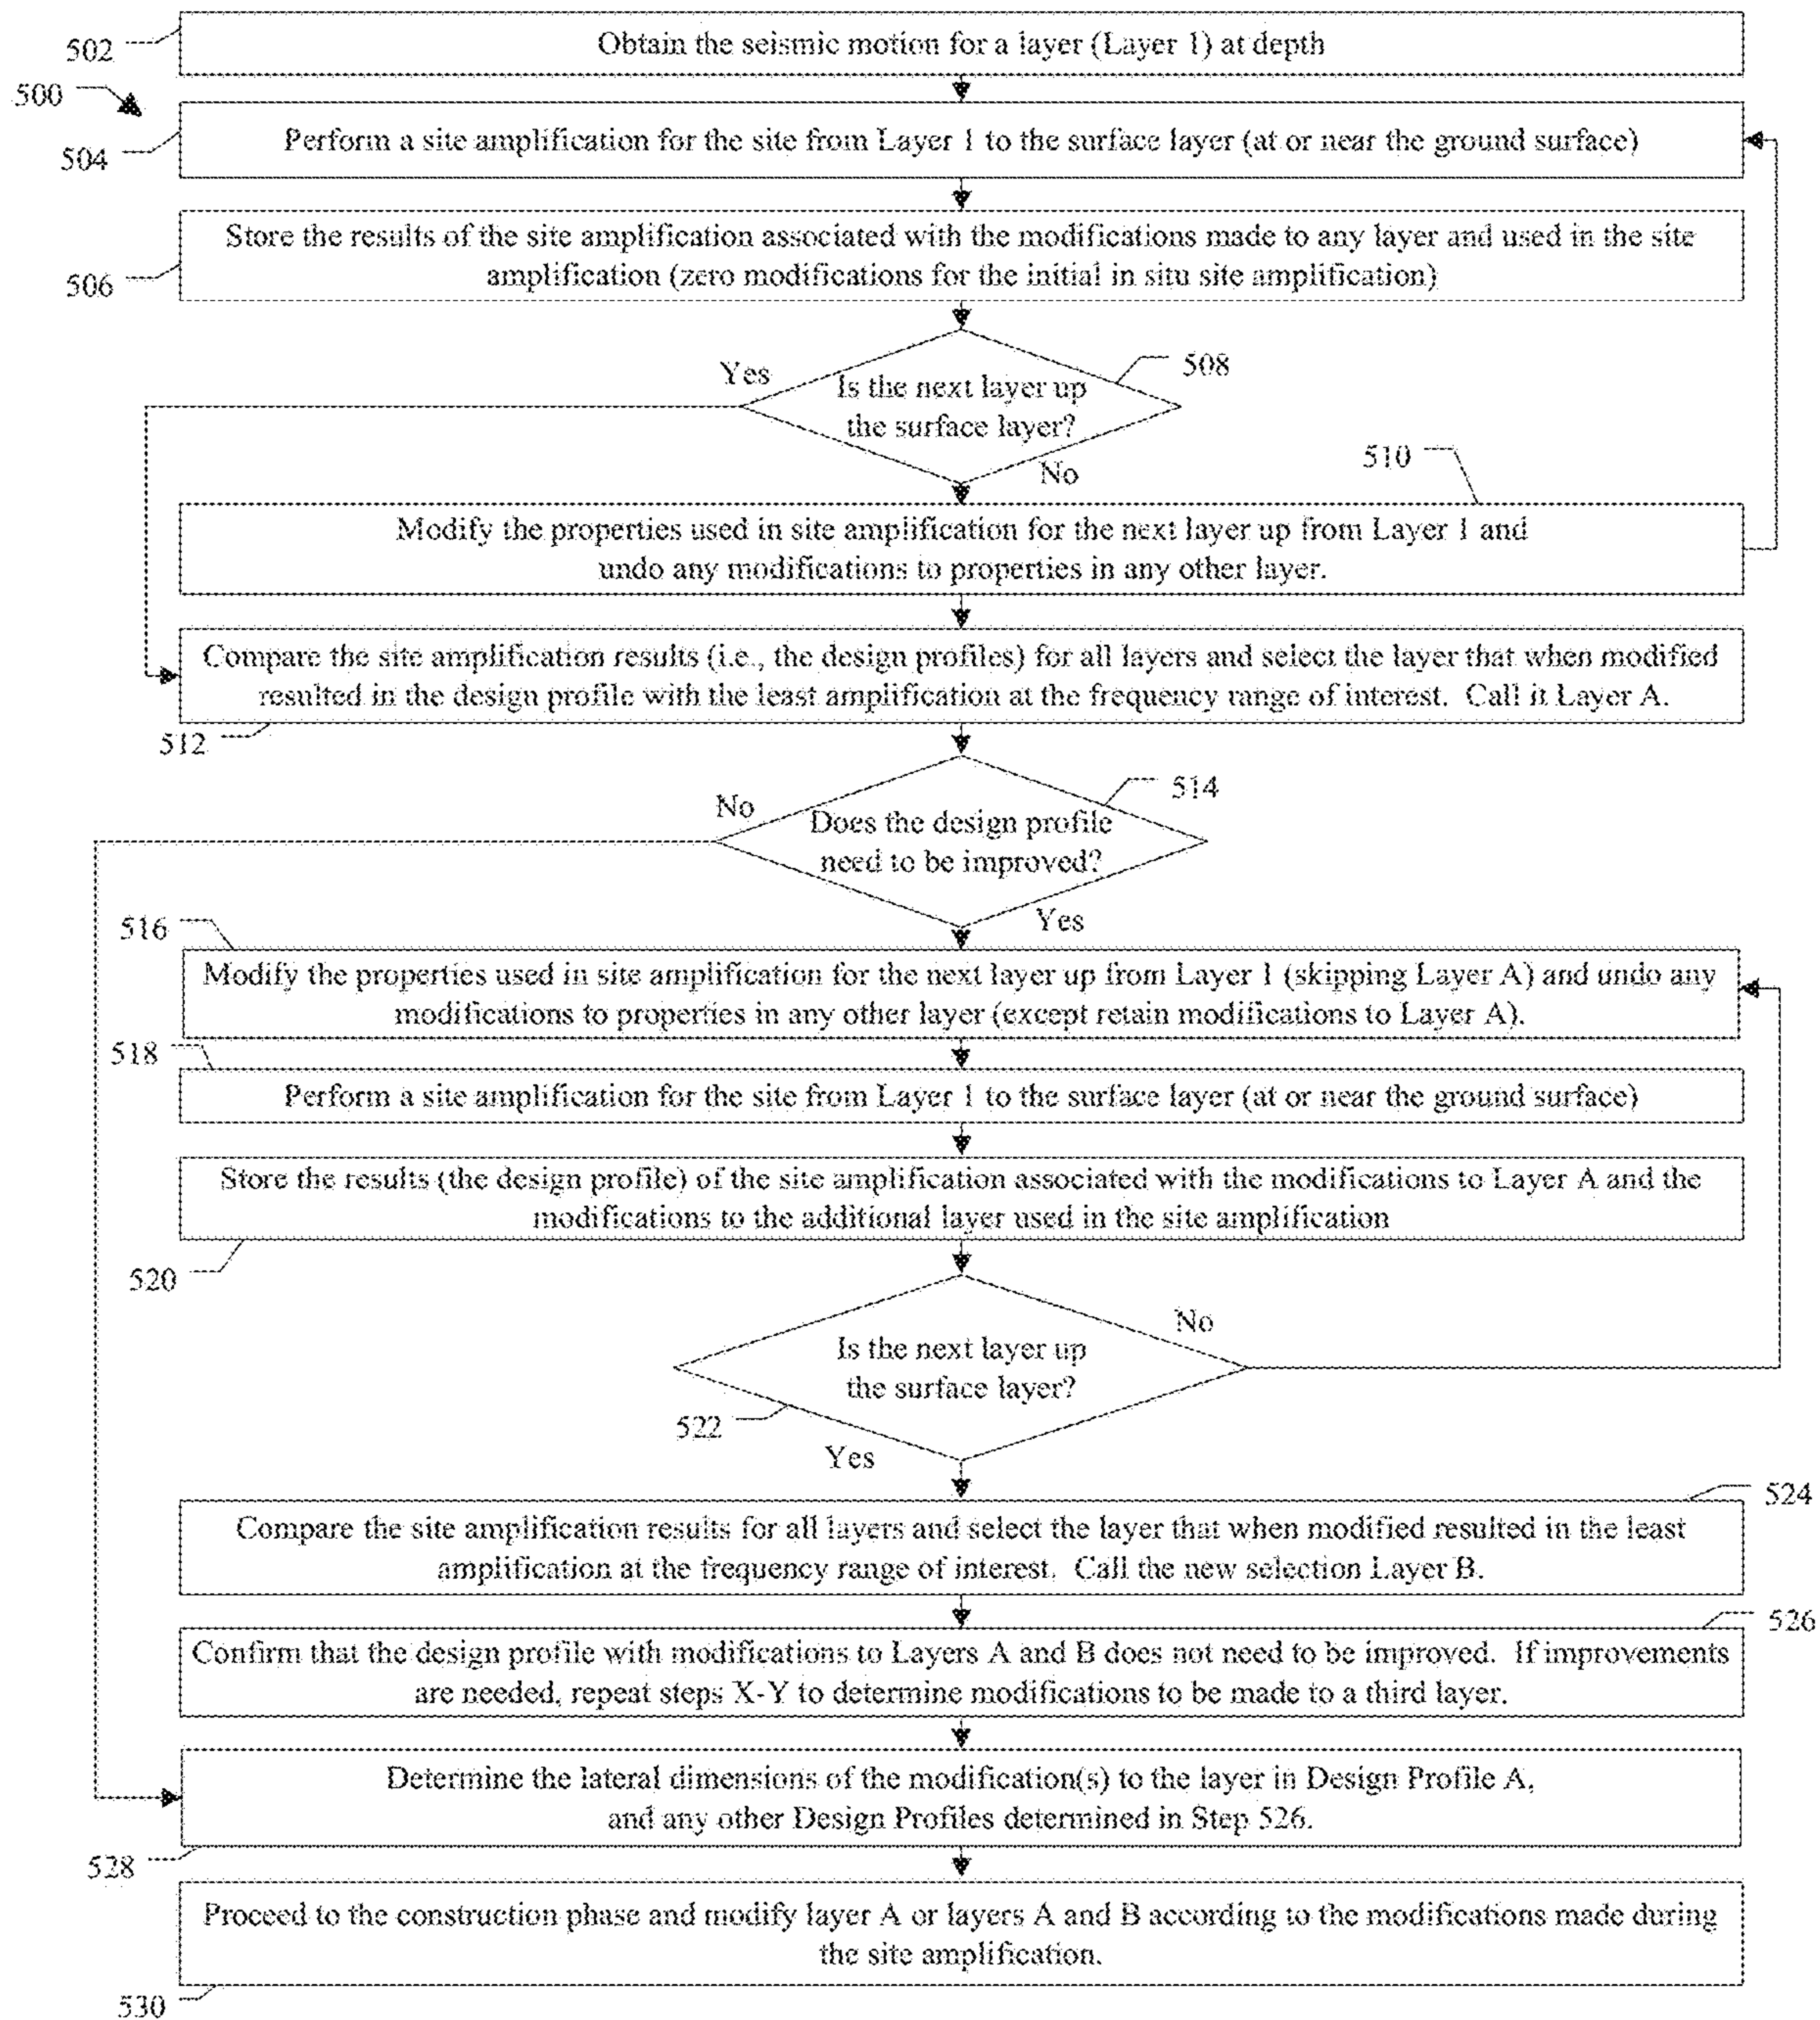 502
Obtain the seismic motion for a layer (Layer 1) at depth
500
504
Perform a site amplification for the site from Layer 1 to the surface layer (at or near the ground surface)
506
Store the results of the site amplification associated with the modifications made to any layer and used in the site
amplification (zero modifications for the initial in situ site amplification)
Yes
508
Is the next layer up
the surface layer?
No
510
Modify the properties used in site amplification for the next layer up from Layer 1 and
undo any modifications to properties in any other layer.
Compare the site amplification results (i.e., the design profiles) for all layers and select the layer that when modified
resulted in the design profile with the least amplification at the frequency range of interest. Call it Layer A.
512
No
514
Does the design profile
need to be improved?
Yes
516
Modify the properties used in site amplification for the next layer up from Layer 1 (skipping Layer A) and undo any
modifications to properties in any other layer (except retain modifications to Layer A).
518
Perform a site amplification for the site from Layer 1 to the surface layer (at or near the ground surface)
Store the results (the design profile) of the site amplification associated with the modifications to Layer A and the
modifications to the additional layer used in the site amplification
520
No
Is the next layer up
the surface layer?
522
Yes
524
Compare the site amplification results for all layers and select the layer that when modified resulted in the least
amplification at the frequency range of interest. Call the new selection Layer B.
526
Confirm that the design profile with modifications to Layers A and B does not need to be improved. If improvements
are needed, repeat steps X-Y to determine modifications to be made to a third layer.
Determine the lateral dimensions of the modification(s) to the layer in Design Profile A,
and any other Design Profiles determined in Step 526.
528
Proceed to the construction phase and modify layer A or layers A and B according to the modifications made during
the site amplification.
530